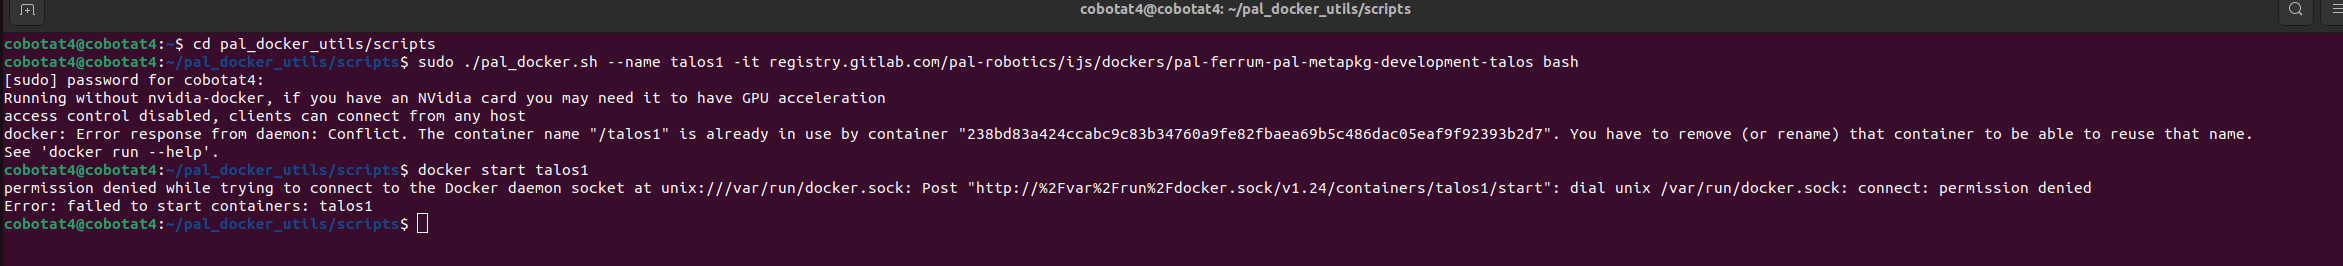 cobotat4@cobotat4: ~/pal_docker_utils/scripts
cobotat4@cobotat4:~$ cd pal_docker_utils/scripts
cobotat4@cobotat4:~/pal_docker_utils/scripts$ sudo ./pal_docker.sh --name talos1 -it registry.gitlab.com/pal-robotics/ijs/dockers/pal-ferrum-pal-metapkg-development-talos bash
[sudo] password for cobotat4:
Running without nvidia-docker, if you have an NVidia card you may need it to have GPU acceleration
access control disabled, clients can connect from any host
docker: Error response from daemon: Conflict. The container name "/talos1" is already in use by container "238bd83a424ccabc9c83b34760a9fe82fbaea69b5c486dac05eaf9f92393b2d7". You have to remove (or rename) that container to be able to reuse that name.
See 'docker run --help'.
cobotat4@cobotat4:~/pal_docker_utils/scripts$ docker start talos1
permission denied while trying to connect to the Docker daemon socket at unix:///var/run/docker.sock: Post "http://%2Fvar%2Frun%2Fdocker.sock/v1.24/containers/talos1/start": dial unix /var/run/docker.sock: connect: permission denied
Error: failed to start containers: talos1
cobotat4@cobotat4:~/pal_docker_utils/scripts$